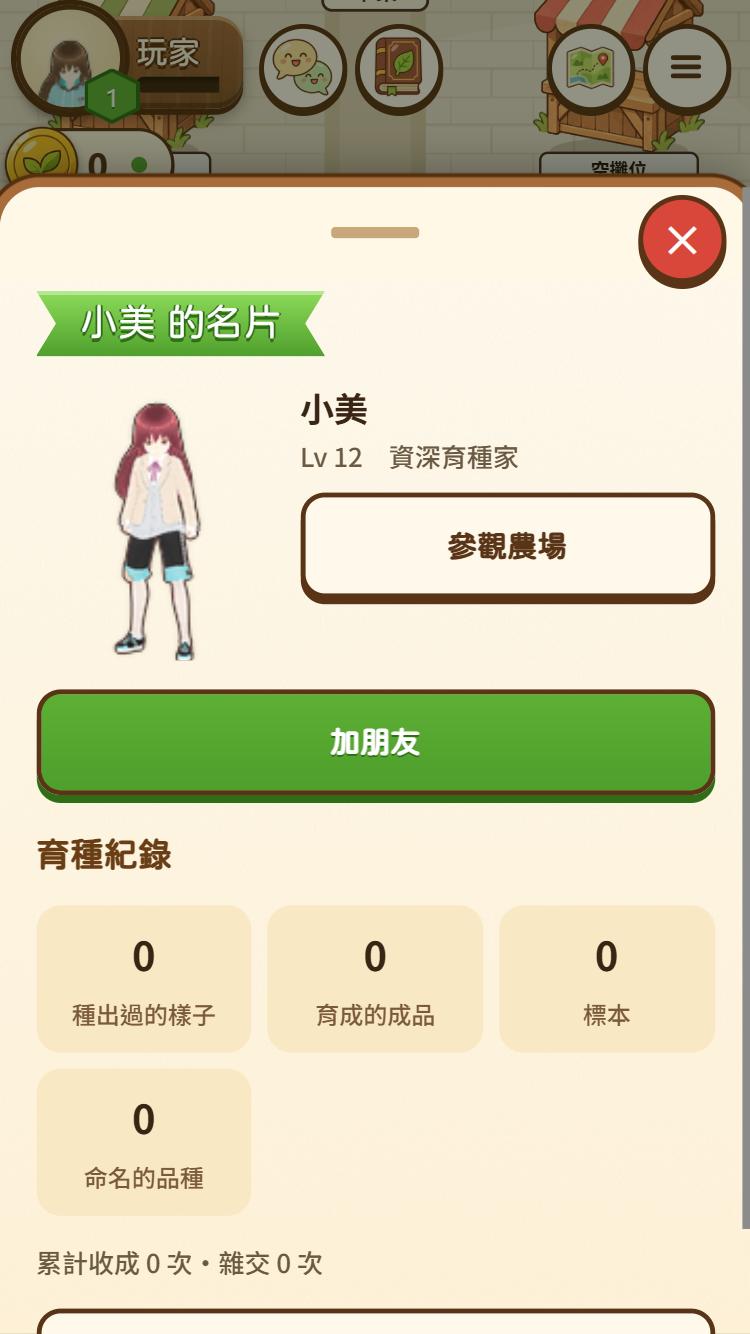 玩家
1
0
空攤位
小美 的名片
小美
Lv 12 資深育種家
參觀農場
加朋友
育種紀錄
0
種出過的樣子
0
育成的成品
0
標本
0
命名的品種
累計收成 0 次・雜交 0 次